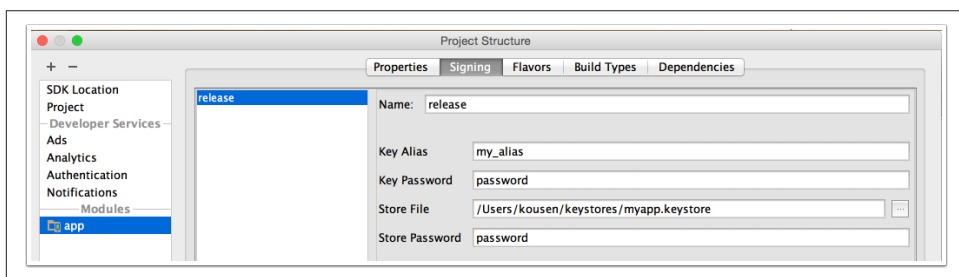 Project Structure
+ −
Properties Signing Flavors Build Types Dependencies
SDK Location
Project
Developer Services
Ads
Analytics
Authentication
Notifications
Modules
app
release
Name: release
Key Alias my_alias
Key Password password
Store File /Users/kousen/keystores/myapp.keystore ...
Store Password password